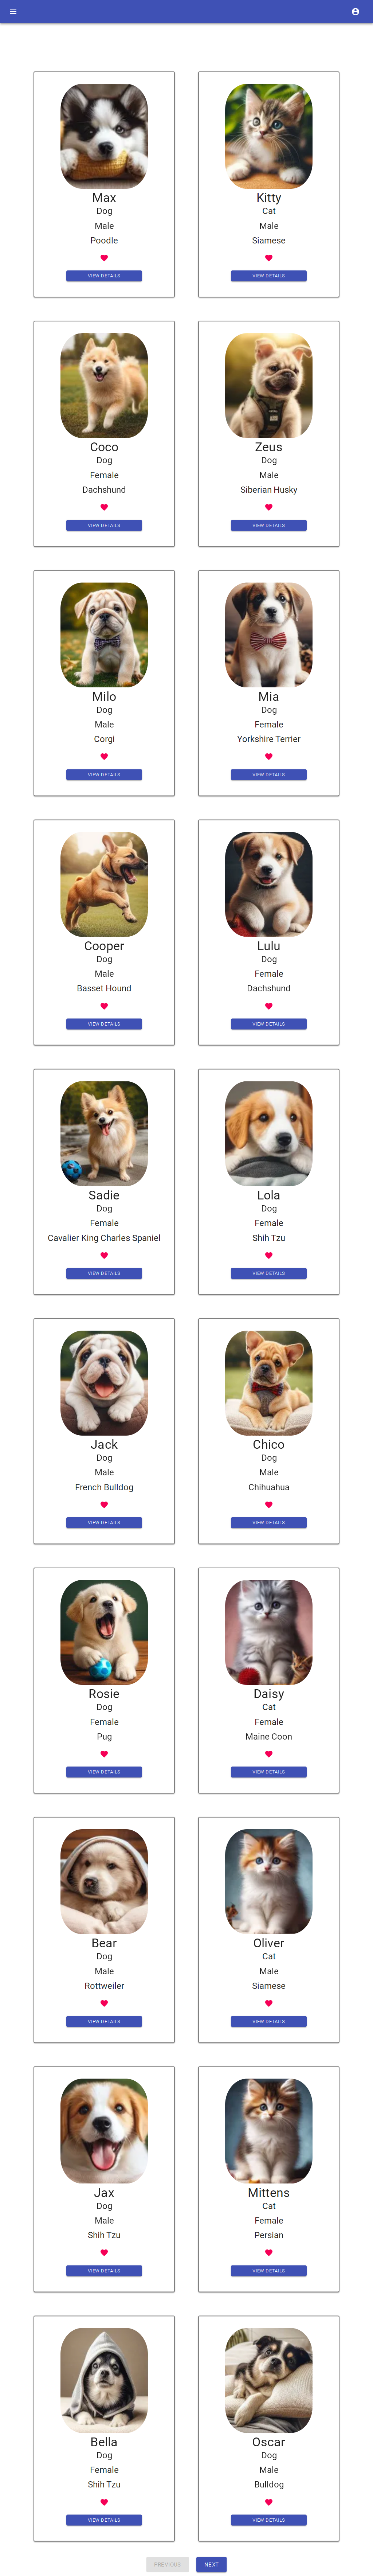 Max
Dog
Male
Poodle
VIEW DETAILS
Kitty
Cat
Male
Siamese
VIEW DETAILS
Coco
Dog
Female
Dachshund
VIEW DETAILS
Zeus
Dog
Male
Siberian Husky
VIEW DETAILS
Milo
Dog
Male
Corgi
VIEW DETAILS
Mia
Dog
Female
Yorkshire Terrier
VIEW DETAILS
Cooper
Dog
Male
Basset Hound
VIEW DETAILS
Lulu
Dog
Female
Dachshund
VIEW DETAILS
Sadie
Dog
Female
Cavalier King Charles Spaniel
VIEW DETAILS
Lola
Dog
Female
Shih Tzu
VIEW DETAILS
Jack
Dog
Male
French Bulldog
VIEW DETAILS
Chico
Dog
Male
Chihuahua
VIEW DETAILS
Rosie
Dog
Female
Pug
VIEW DETAILS
Daisy
Cat
Female
Maine Coon
VIEW DETAILS
Bear
Dog
Male
Rottweiler
VIEW DETAILS
Oliver
Cat
Male
Siamese
VIEW DETAILS
Jax
Dog
Male
Shih Tzu
VIEW DETAILS
Mittens
Cat
Female
Persian
VIEW DETAILS
Bella
Dog
Female
Shih Tzu
VIEW DETAILS
Oscar
Dog
Male
Bulldog
VIEW DETAILS
PREVIOUS
NEXT